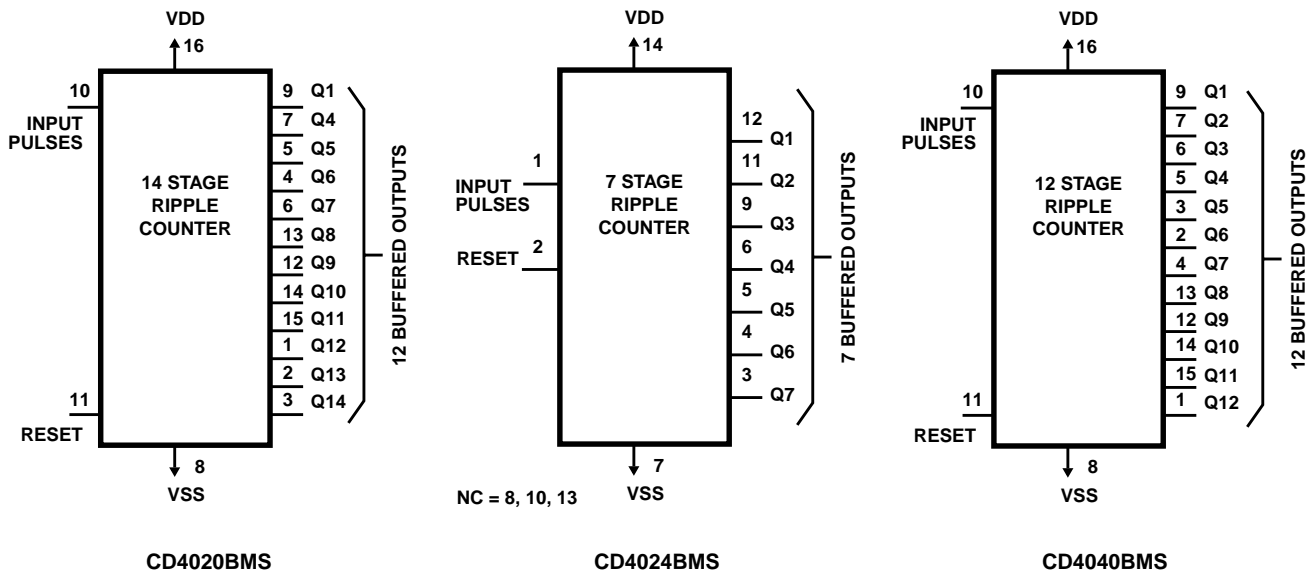 VDD
16
10
INPUT
PULSES
14 STAGE
RIPPLE
COUNTER
11
RESET
9 Q1
7 Q4
5 Q5
4 Q6
6 Q7
13 Q8
12 Q9
14 Q10
15 Q11
1 Q12
2 Q13
3 Q14
12 BUFFERED OUTPUTS
8
VSS
CD4020BMS
VDD
14
1
INPUT
PULSES
2
RESET
7 STAGE
RIPPLE
COUNTER
12
Q1
11
Q2
9
Q3
6
Q4
5
Q5
4
Q6
3
Q7
7 BUFFERED OUTPUTS
7
VSS
NC = 8, 10, 13
CD4024BMS
VDD
16
10
INPUT
PULSES
12 STAGE
RIPPLE
COUNTER
11
RESET
9 Q1
7 Q2
6 Q3
5 Q4
3 Q5
2 Q6
4 Q7
13 Q8
12 Q9
14 Q10
15 Q11
1 Q12
12 BUFFERED OUTPUTS
8
VSS
CD4040BMS